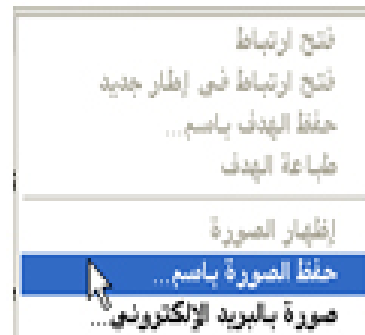 فتح ارتباط
فتح ارتباط في إطار جديد
حفظ الهدف باسم...
طباعة الهدف
إظهار الصورة
حفظ الصورة باسم...
صورة بالبريد الإلكتروني...